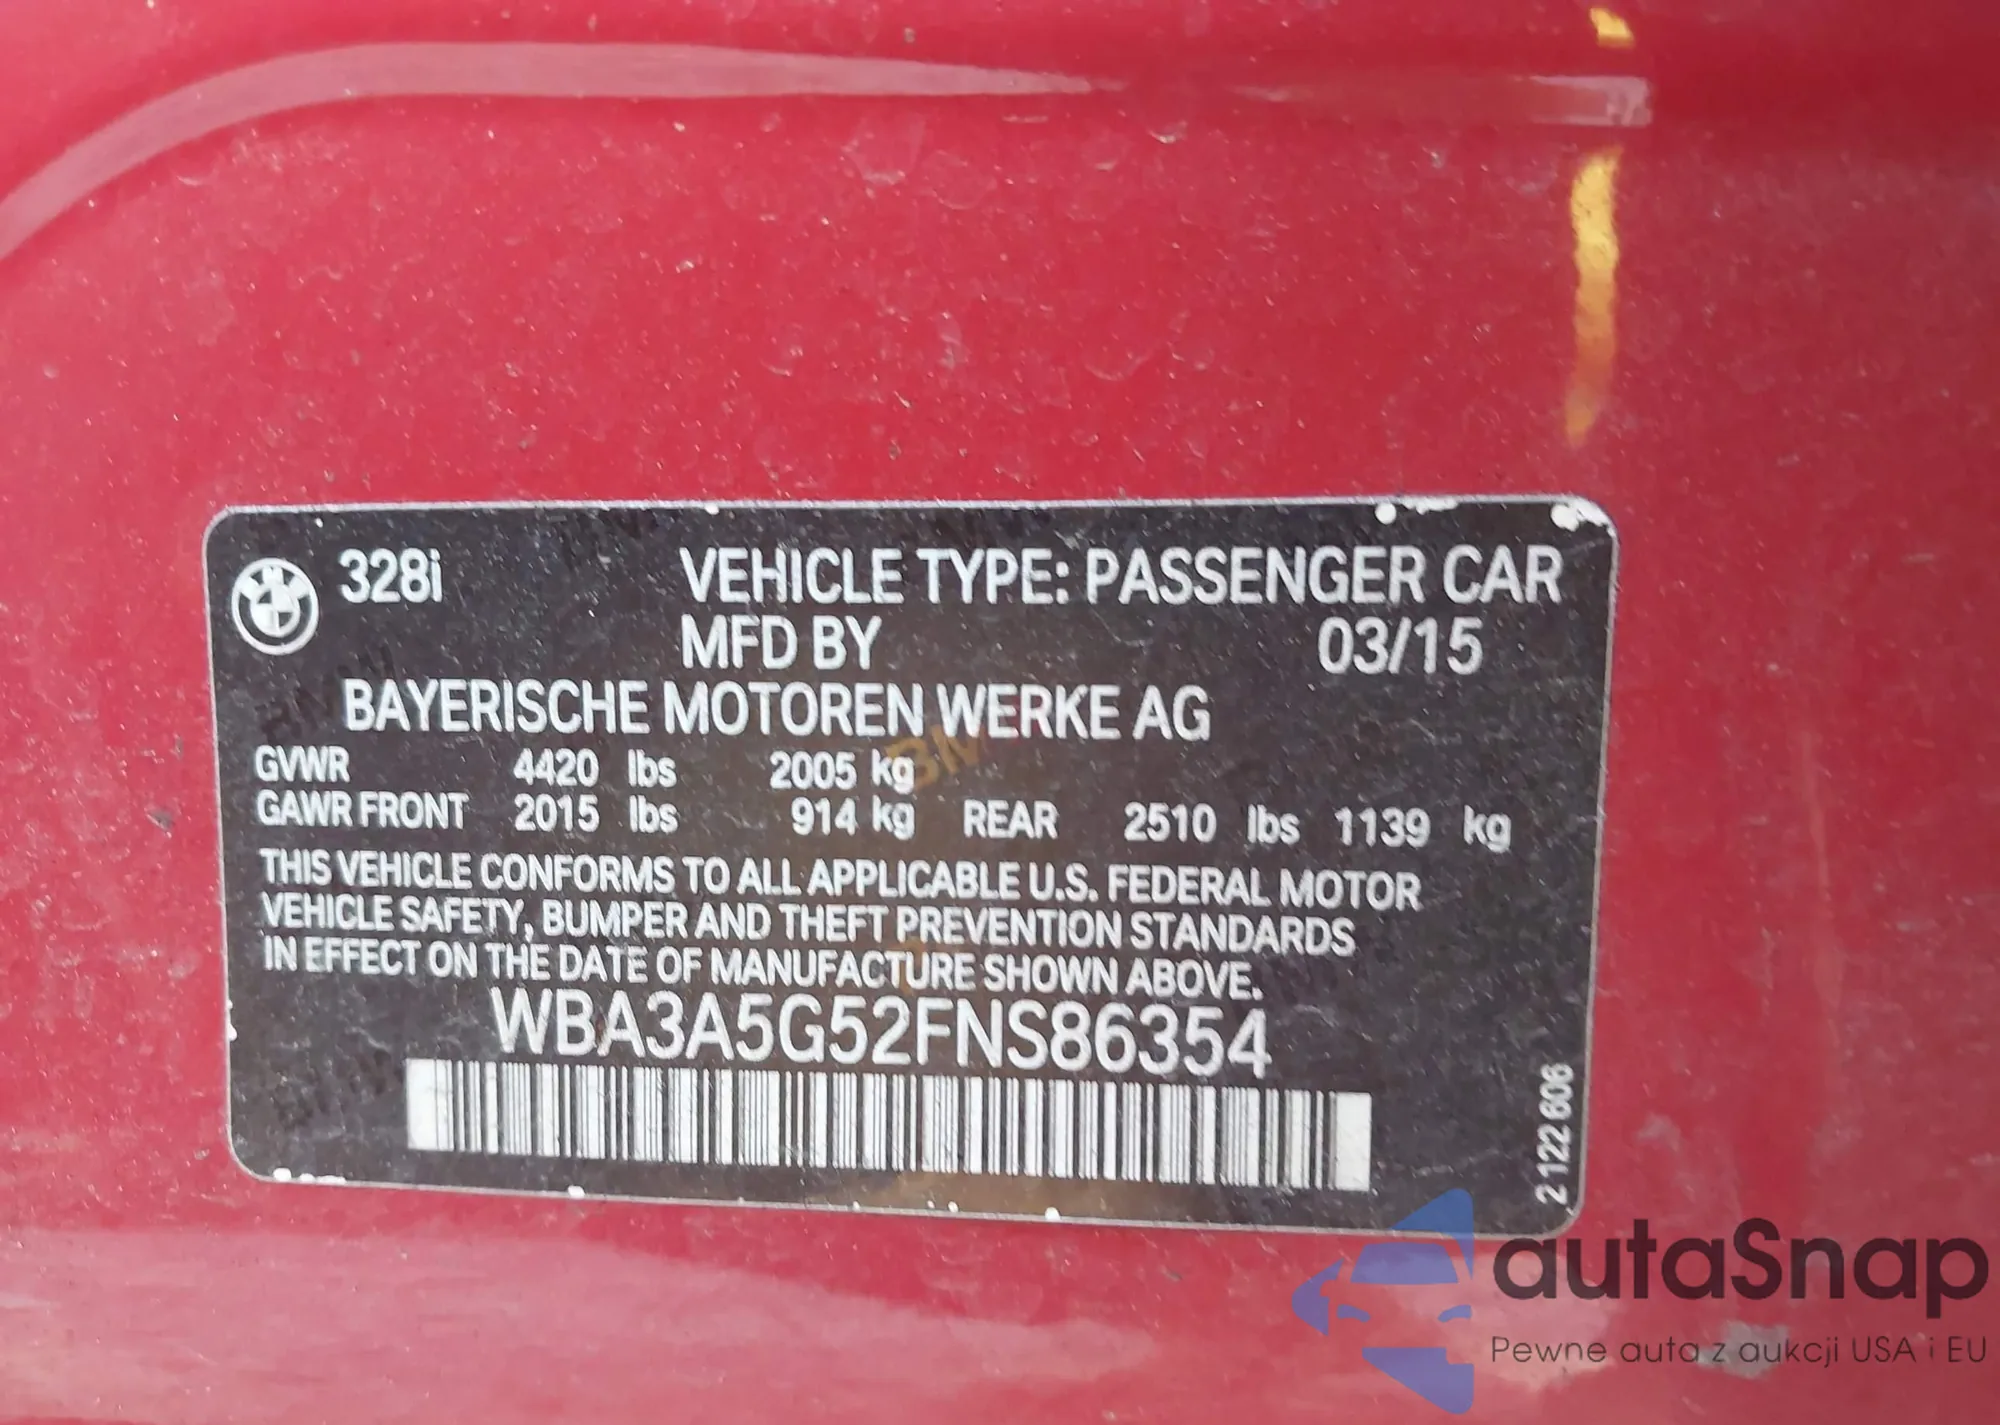 328i VEHICLE TYPE: PASSENGER CAR
MFD BY 03/15
BAYERISCHE MOTOREN WERKE AG
GVWR 4420 lbs 2005 kg
GAWR FRONT 2015 lbs 914 kg REAR 2510 lbs 1139 kg
THIS VEHICLE CONFORMS TO ALL APPLICABLE U.S. FEDERAL MOTOR
VEHICLE SAFETY, BUMPER AND THEFT PREVENTION STANDARDS
IN EFFECT ON THE DATE OF MANUFACTURE SHOWN ABOVE.
WBA3A5G52FNS86354
2122606
autaSnap
Pewne auta z aukcji USA i EU